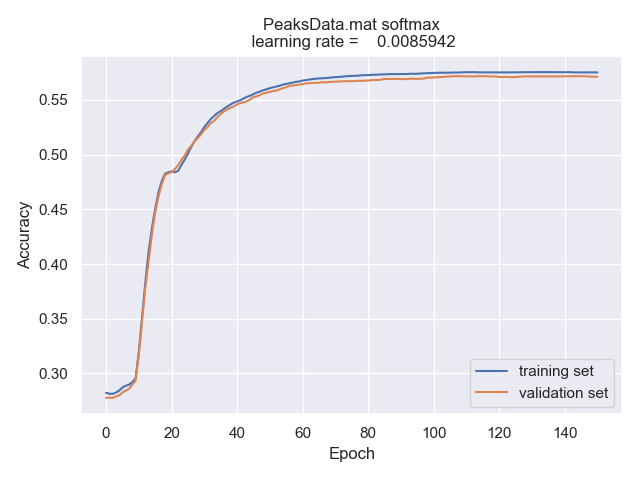 PeaksData.mat softmax
learning rate = 0.0085942
Accuracy
0.55
0.50
0.45
0.40
0.35
0.30
training set
validation set
0 20 40 60 80 100 120 140
Epoch